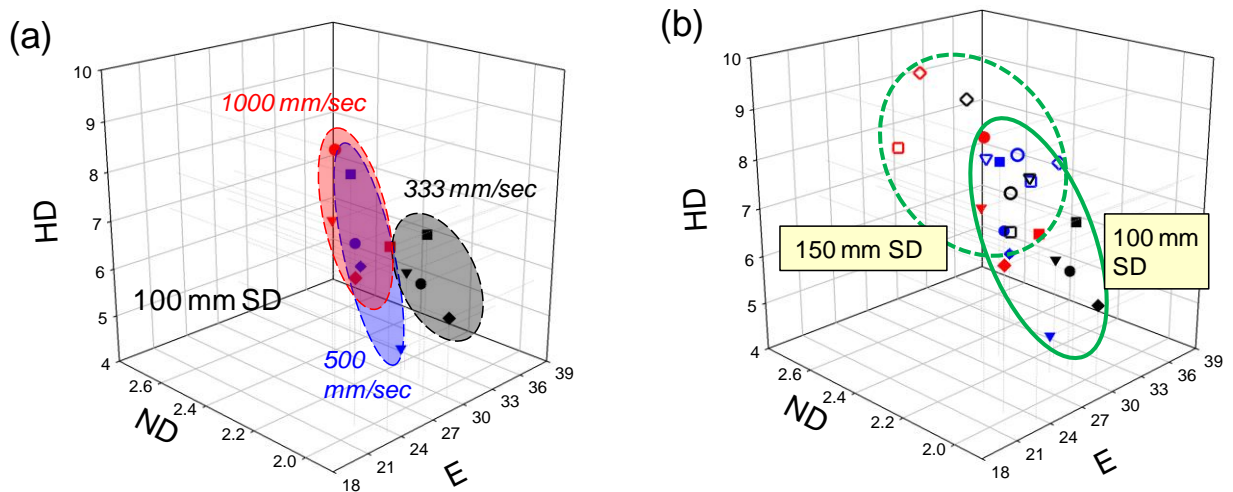 (a)
10
9
8
7
6
5
4
HD
1000 mm/sec
333 mm/sec
100 mm SD
500
mm/sec
2.6
2.4
2.2
2.0
ND
18
21
24
27
30
33
36
39
E
(b)
10
9
8
7
6
5
4
HD
150 mm SD
100 mm
SD
2.6
2.4
2.2
2.0
ND
18
21
24
27
30
33
36
39
E